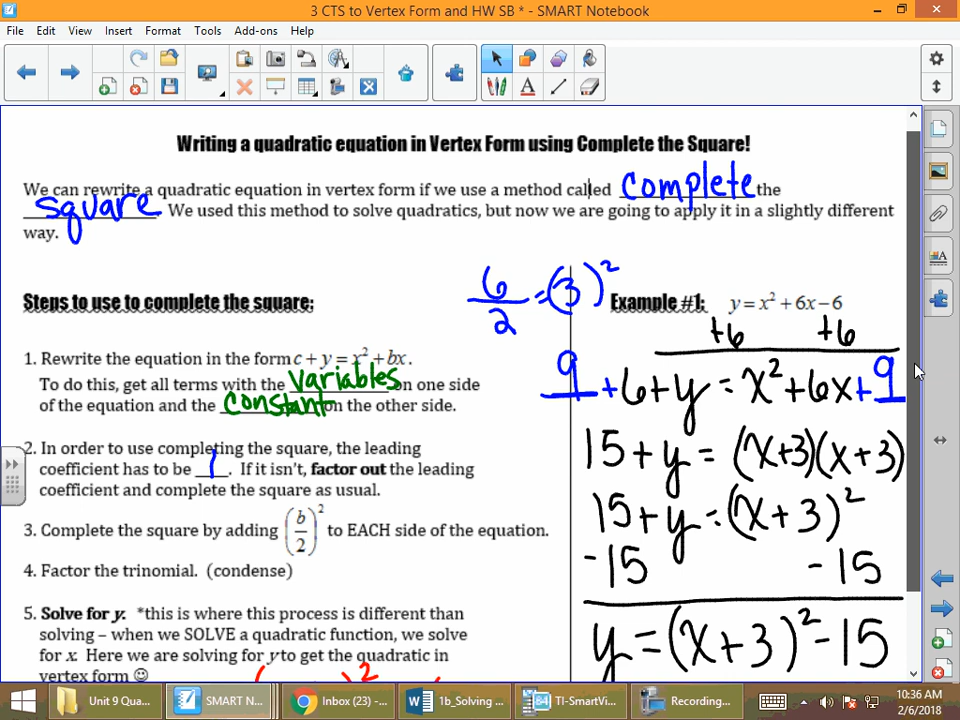 3 CTS to Vertex Form and HW SB * - SMART Notebook
File Edit View Insert Format Tools Add-ons Help
Writing a quadratic equation in Vertex Form using Complete the Square!
We can rewrite a quadratic equation in vertex form if we use a method called complete the
square. We used this method to solve quadratics, but now we are going to apply it in a slightly different
way.
6/2 = (3)²
Steps to use to complete the square:
1. Rewrite the equation in the form c + y = x² + bx.
To do this, get all terms with the variables on one side
of the equation and the constant on the other side.
2. In order to use completing the square, the leading
coefficient has to be 1. If it isn't, factor out the leading
coefficient and complete the square as usual.
3. Complete the square by adding (b/2)² to EACH side of the equation.
4. Factor the trinomial. (condense)
5. Solve for y. *this is where this process is different than
solving – when we SOLVE a quadratic function, we solve
for x. Here we are solving for y to get the quadratic in
vertex form ☺
Example #1: y = x² + 6x – 6
+6 +6
9 + 6 + y = x² + 6x + 9
15 + y = (x+3)(x+3)
15 + y = (x+3)²
-15 -15
y = (x+3)² - 15
Unit 9 Qua... SMART N... Inbox (23) -... 1b_Solving ... TI-SmartVi... Recording...
10:36 AM
2/6/2018